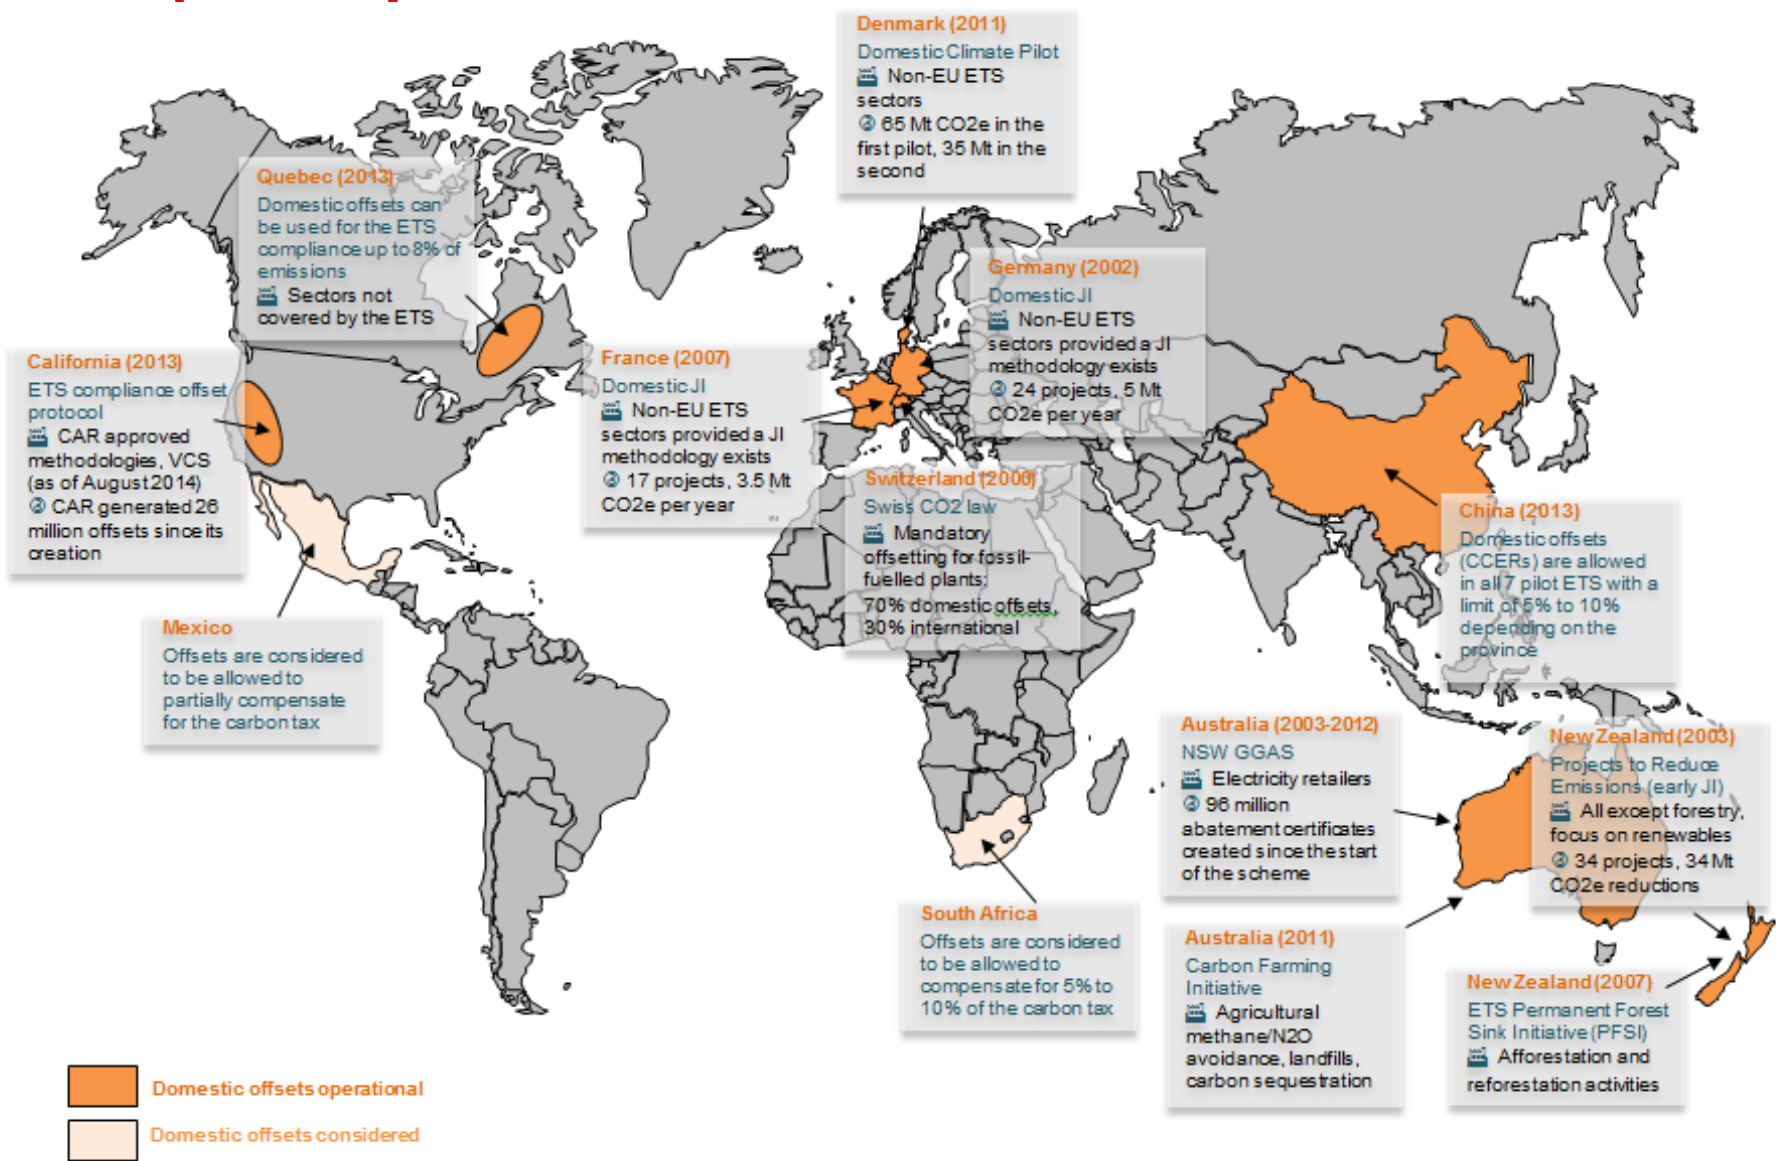 Denmark (2011)
Domestic Climate Pilot
Non-EU ETS
sectors
65 Mt CO2e in the
first pilot, 35 Mt in the
second
Quebec (2013)
Domestic offsets can
be used for the ETS
compliance up to 8% of
emissions
Sectors not
covered by the ETS
Germany (2002)
Domestic JI
Non-EU ETS
sectors provided a JI
methodology exists
24 projects, 5 Mt
CO2e per year
California (2013)
ETS compliance offset
protocol
CAR approved
methodologies, VCS
(as of August 2014)
CAR generated 26
million offsets since its
creation
France (2007)
Domestic JI
Non-EU ETS
sectors provided a JI
methodology exists
17 projects, 3.5 Mt
CO2e per year
Switzerland (2000)
Swiss CO2 law
Mandatory
offsetting for fossil-
fuelled plants:
70% domestic offsets,
30% international
China (2013)
Domestic offsets
(CCERs) are allowed
in all 7 pilot ETS with a
limit of 5% to 10%
depending on the
province
Mexico
Offsets are considered
to be allowed to
partially compensate
for the carbon tax
Australia (2003-2012)
NSW GGAS
Electricity retailers
96 million
abatement certificates
created since the start
of the scheme
New Zealand (2003)
Projects to Reduce
Emissions (early JI)
All except forestry,
focus on renewables
34 projects, 34 Mt
CO2e reductions
South Africa
Offsets are considered
to be allowed to
compensate for 5% to
10% of the carbon tax
Australia (2011)
Carbon Farming
Initiative
Agricultural
methane/N2O
avoidance, landfills,
carbon sequestration
New Zealand (2007)
ETS Permanent Forest
Sink Initiative (PFSI)
Afforestation and
reforestation activities
Domestic offsets operational
Domestic offsets considered